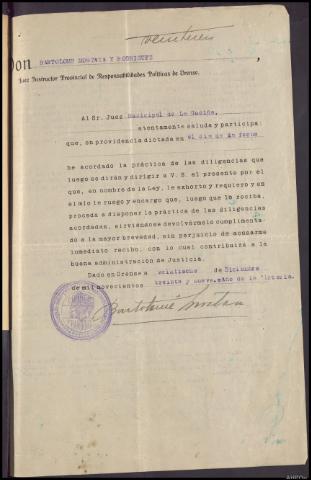 Don BARTOLOME MOSTAZA Y RODRIGUEZ,
Juez Instructor Provincial de Responsabilidades Políticas de Orense.
Al Sr. Juez Municipal de La Gudiña,
atentamente saluda y participa:
que, en providencia dictada en el dia de la fecha
he acordado la práctica de las diligencias que
luego se dirán y dirigir a V. S. el presente por el
que, en nombre de la Ley, le exhorto y requiero y en
el mío le ruego y encargo que, luego que lo reciba,
proceda a disponer la práctica de las diligencias
acordadas, sirviéndose devolvérmelo cumplimenta-
do a la mayor brevedad, sin perjuicio de acusarme
inmediato recibo, con lo cual contribuirá a la
buena administración de Justicia.
Dado en Orense a veintiocho de Diciembre
de mil novecientos treinta y nueve. Año de la Victoria.
Bartolomé Mostaza